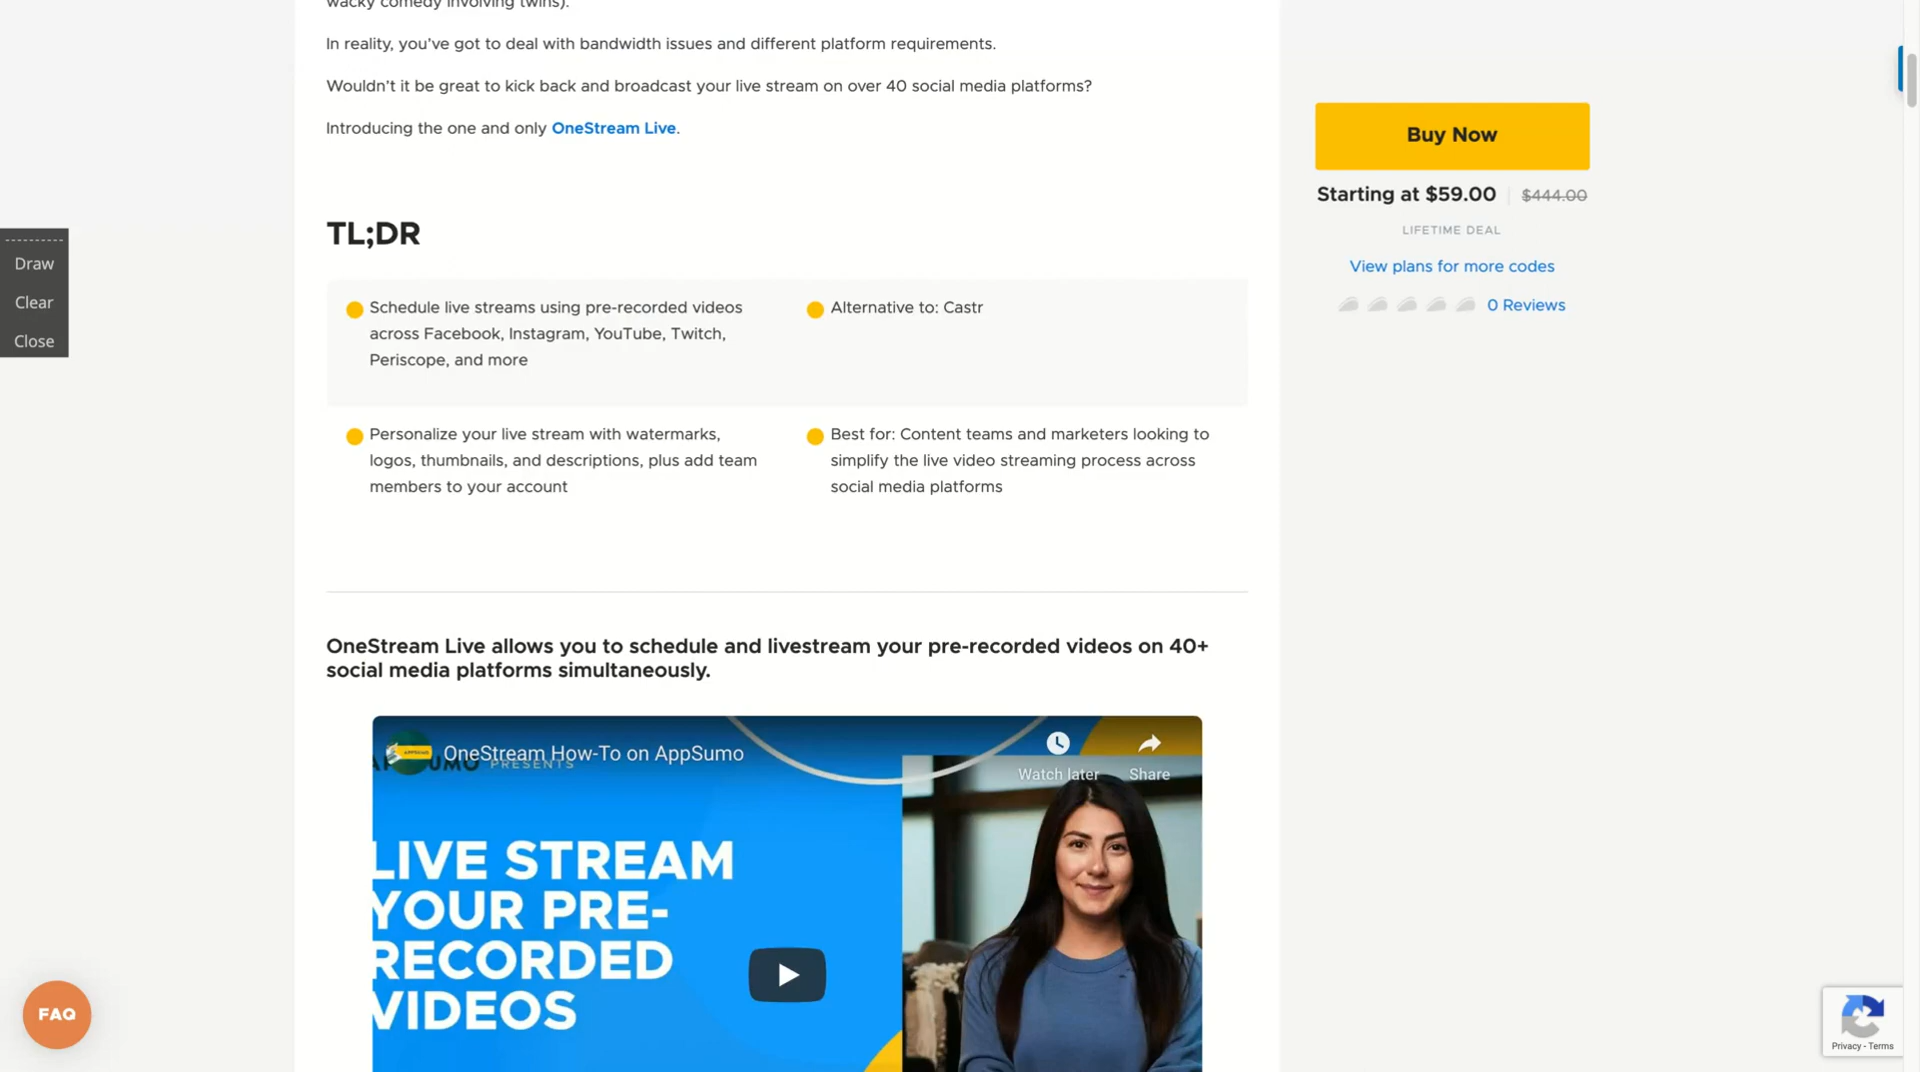 wacky comedy involving twins).
In reality, you've got to deal with bandwidth issues and different platform requirements.
Wouldn't it be great to kick back and broadcast your live stream on over 40 social media platforms?
Introducing the one and only OneStream Live.
Buy Now
Starting at $59.00 $444.00
LIFETIME DEAL
View plans for more codes
0 Reviews
Draw
Clear
Close
TL;DR
Schedule live streams using pre-recorded videos
across Facebook, Instagram, YouTube, Twitch,
Periscope, and more
Alternative to: Castr
Personalize your live stream with watermarks,
logos, thumbnails, and descriptions, plus add team
members to your account
Best for: Content teams and marketers looking to
simplify the live video streaming process across
social media platforms
OneStream Live allows you to schedule and livestream your pre-recorded videos on 40+
social media platforms simultaneously.
OneStream How-To on AppSumo
PRESENTS
Watch later
Share
LIVE STREAM
YOUR PRE-
RECORDED
VIDEOS
FAQ
Privacy - Terms